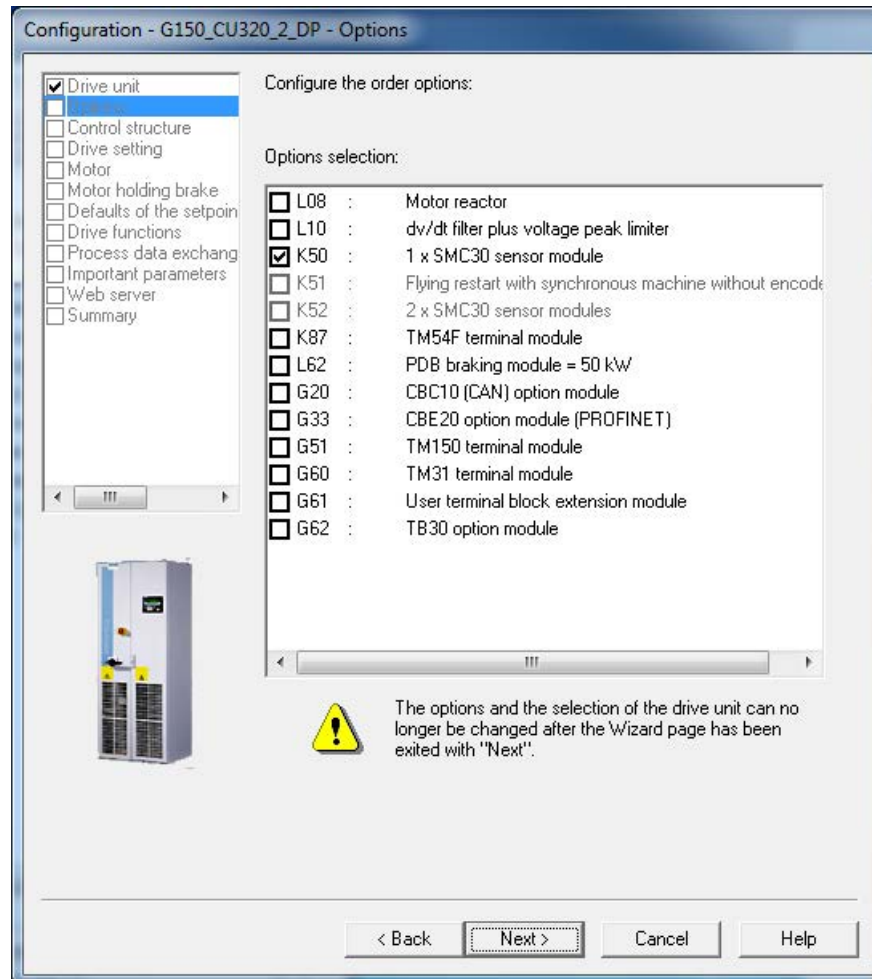 Configuration - G150_CU320_2_DP - Options
Drive unit
Control structure
Drive setting
Motor
Motor holding brake
Defaults of the setpoin
Drive functions
Process data exchang
Important parameters
Web server
Summary
Configure the order options:
Options selection:
L08 : Motor reactor
L10 : dv/dt filter plus voltage peak limiter
K50 : 1 x SMC30 sensor module
K51 : Flying restart with synchronous machine without encode
K52 : 2 x SMC30 sensor modules
K87 : TM54F terminal module
L62 : PDB braking module = 50 kW
G20 : CBC10 (CAN) option module
G33 : CBE20 option module (PROFINET)
G51 : TM150 terminal module
G60 : TM31 terminal module
G61 : User terminal block extension module
G62 : TB30 option module
The options and the selection of the drive unit can no
longer be changed after the Wizard page has been
exited with "Next".
< Back Next > Cancel Help